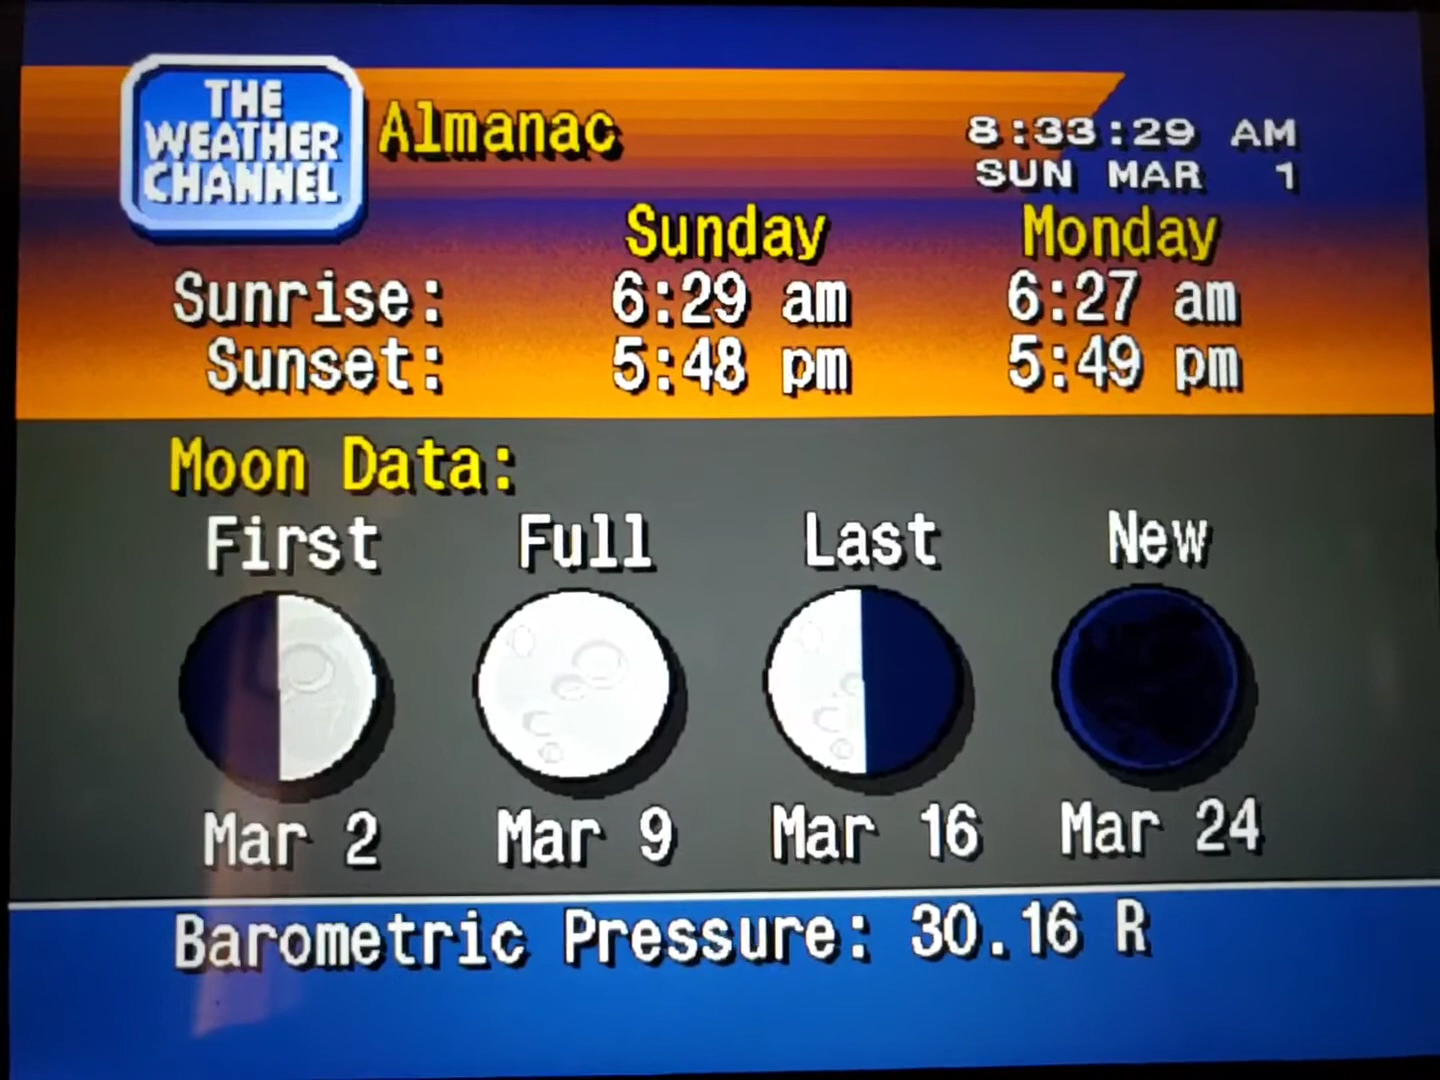 THE
WEATHER
CHANNEL
Almanac
8:33:29 AM
SUN MAR 1
Sunday Monday
Sunrise: 6:29 am 6:27 am
Sunset: 5:48 pm 5:49 pm
Moon Data:
First Full Last New
Mar 2 Mar 9 Mar 16 Mar 24
Barometric Pressure: 30.16 R